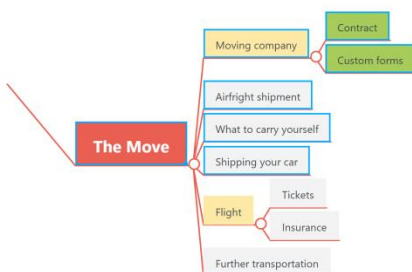 Contract
Moving company
Custom forms
Airfright shipment
What to carry yourself
The Move
Shipping your car
Tickets
Flight
Insurance
Further transportation